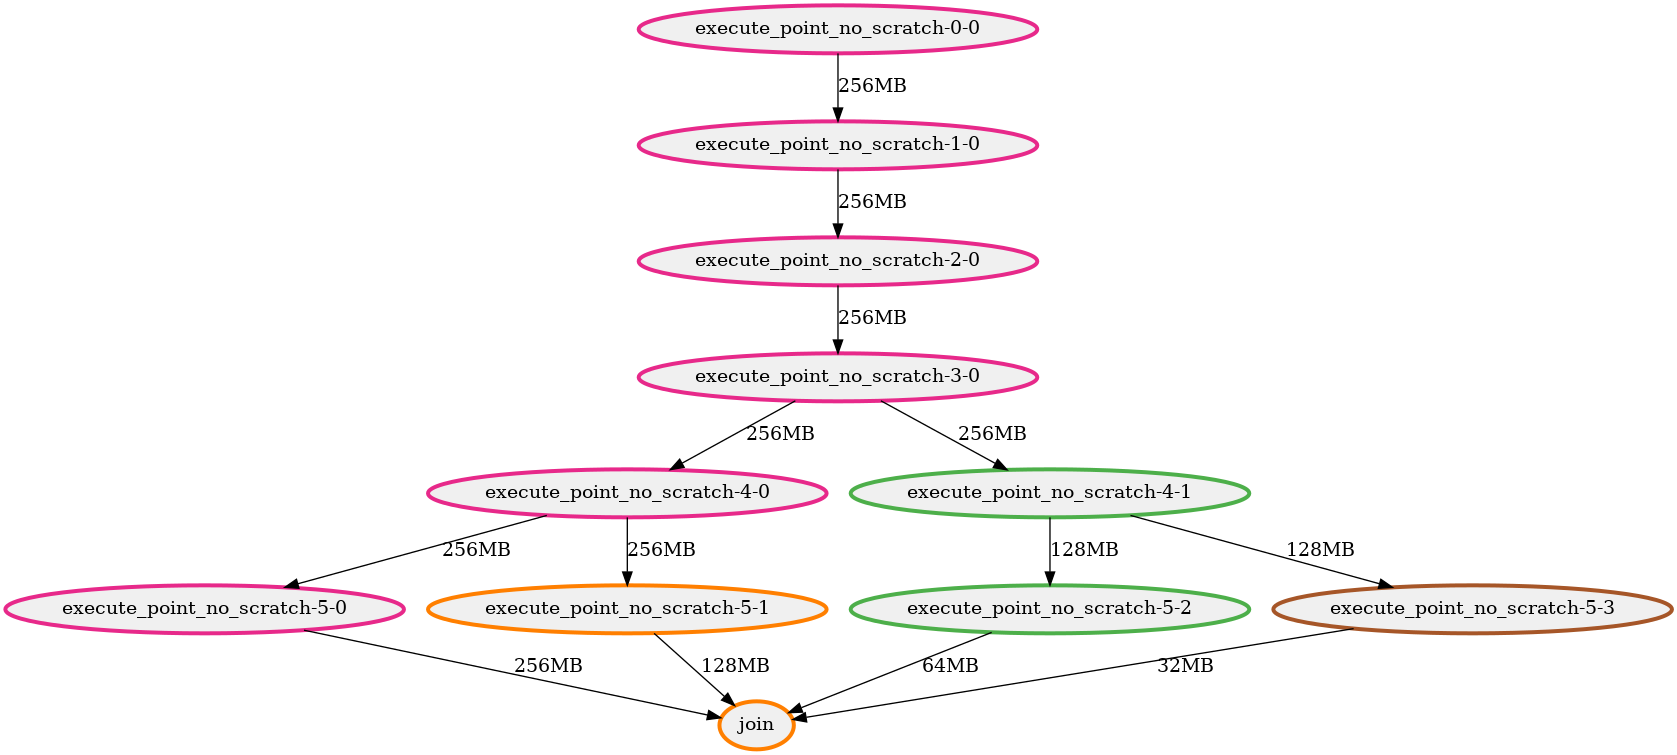 execute_point_no_scratch-0-0
256MB
execute_point_no_scratch-1-0
256MB
execute_point_no_scratch-2-0
256MB
execute_point_no_scratch-3-0
256MB
256MB
execute_point_no_scratch-4-0
execute_point_no_scratch-4-1
256MB
256MB
128MB
128MB
execute_point_no_scratch-5-0
execute_point_no_scratch-5-1
execute_point_no_scratch-5-2
execute_point_no_scratch-5-3
256MB
128MB
64MB
32MB
join